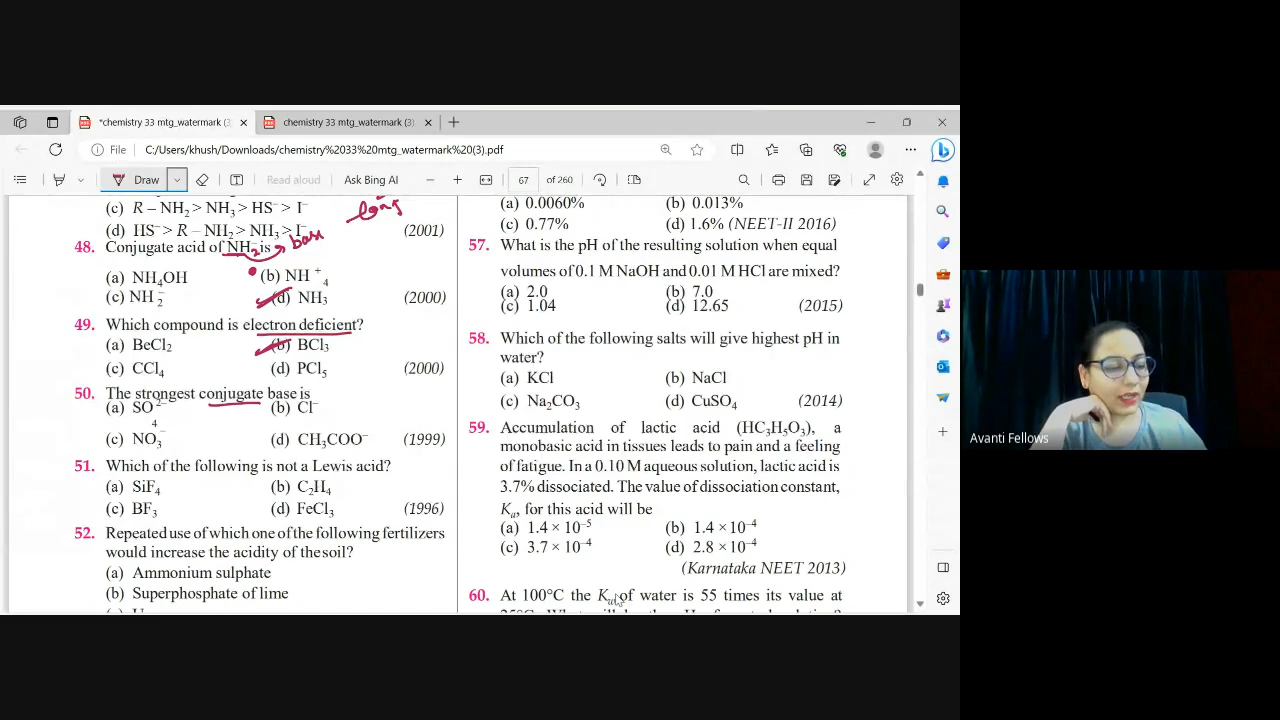 *chemistry 33 mtg_watermark (3).
chemistry 33 mtg_watermark (3)
File
C:/Users/khush/Downloads/chemistry%2033%20mtg_watermark%20(3).pdf
Draw
Read aloud
Ask Bing AI
67 of 260
(c) R – NH₂ > NH₃ > HS⁻ > I⁻
(d) HS⁻ > R – NH₂ > NH₃ > I⁻ (2001)
48. Conjugate acid of NH₂⁻ is
base
(a) NH₄OH (b) NH₄⁺
(c) NH₂⁻ (d) NH₃ (2000)
49. Which compound is electron deficient?
(a) BeCl₂ (b) BCl₃
(c) CCl₄ (d) PCl₅ (2000)
50. The strongest conjugate base is
(a) SO₄²⁻ (b) Cl⁻
(c) NO₃⁻ (d) CH₃COO⁻ (1999)
51. Which of the following is not a Lewis acid?
(a) SiF₄ (b) C₂H₄
(c) BF₃ (d) FeCl₃ (1996)
52. Repeated use of which one of the following fertilizers
would increase the acidity of the soil?
(a) Ammonium sulphate
(b) Superphosphate of lime
(a) 0.0060% (b) 0.013%
(c) 0.77% (d) 1.6% (NEET-II 2016)
57. What is the pH of the resulting solution when equal
volumes of 0.1 M NaOH and 0.01 M HCl are mixed?
(a) 2.0 (b) 7.0
(c) 1.04 (d) 12.65 (2015)
58. Which of the following salts will give highest pH in
water?
(a) KCl (b) NaCl
(c) Na₂CO₃ (d) CuSO₄ (2014)
59. Accumulation of lactic acid (HC₃H₅O₃), a
monobasic acid in tissues leads to pain and a feeling
of fatigue. In a 0.10 M aqueous solution, lactic acid is
3.7% dissociated. The value of dissociation constant,
Kₐ, for this acid will be
(a) 1.4 × 10⁻⁵ (b) 1.4 × 10⁻⁴
(c) 3.7 × 10⁻⁴ (d) 2.8 × 10⁻⁴
(Karnataka NEET 2013)
60. At 100°C the Kw of water is 55 times its value at
Avanti Fellows